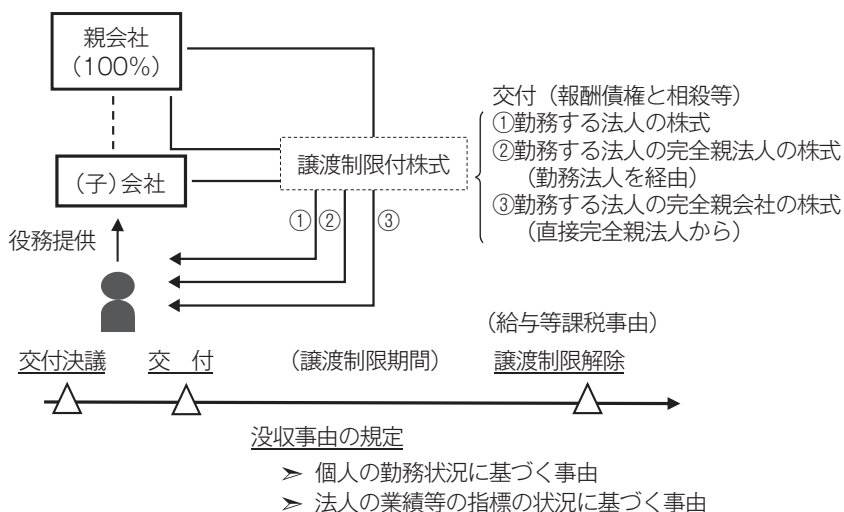 親会社
(100%)
(子)会社
譲渡制限付株式
交付（報酬債権と相殺等）
①勤務する法人の株式
②勤務する法人の完全親法人の株式
（勤務法人を経由）
③勤務する法人の完全親会社の株式
（直接完全親法人から）
① ② ③
役務提供
（給与等課税事由）
交付決議 交　付 （譲渡制限期間） 譲渡制限解除
没収事由の規定
➢ 個人の勤務状況に基づく事由
➢ 法人の業績等の指標の状況に基づく事由